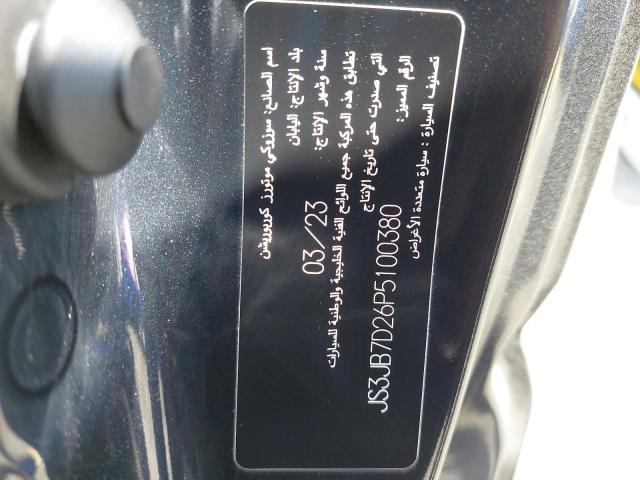 اسم الصانع: سوزوكي موتورز كوربوريشن
بلد الإنتاج: اليابان
سنة وشهر الإنتاج: 03/23
تطابق هذه المركبة جميع اللوائح الفنية الخليجية والوطنية للسيارات
التي صدرت حتى تاريخ الإنتاج
الرقم المميز: JS3JB7D26P5100380
تصنيف السيارة : سيارة متعددة الأغراض